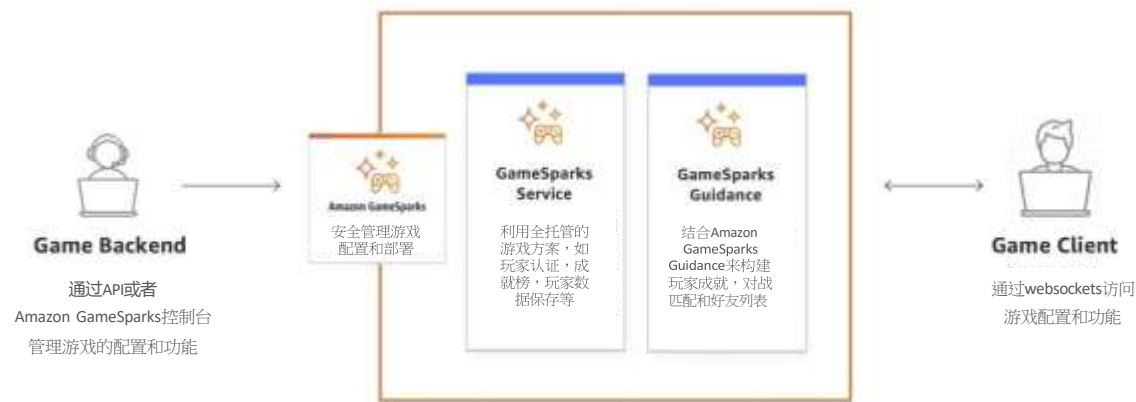 Game Backend
通过API或者
Amazon GameSparks控制台
管理游戏的配置和功能
Amazon GameSparks
安全管理游戏
配置和部署
GameSparks
Service
利用全托管的
游戏方案，如
玩家认证，成
就榜，玩家数
据保存等
GameSparks
Guidance
结合Amazon
GameSparks
Guidance来构建
玩家成就，对战
匹配和好友列表
Game Client
通过websockets访问
游戏配置和功能